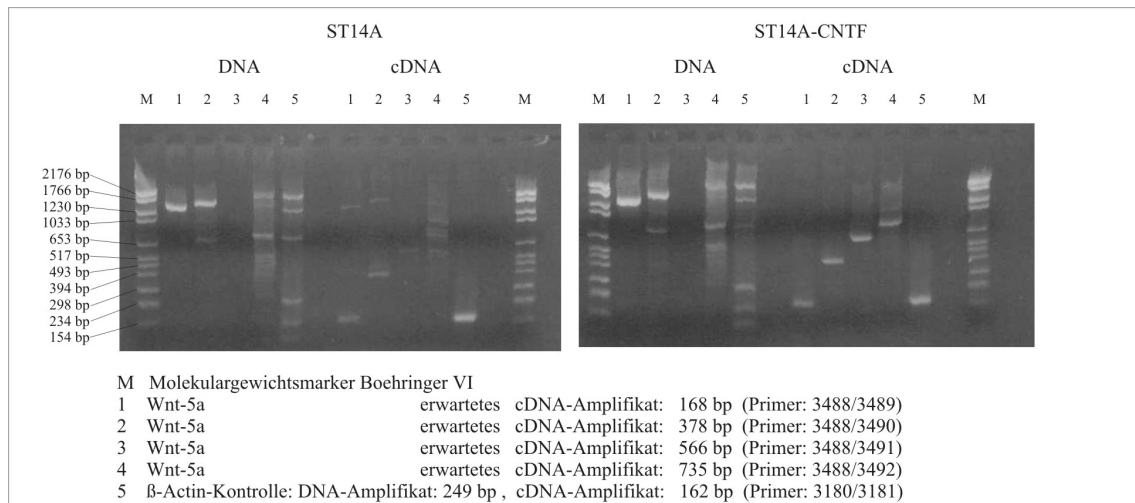 ST14A ST14A-CNTF
DNA cDNA DNA cDNA
M 1 2 3 4 5 1 2 3 4 5 M M 1 2 3 4 5 1 2 3 4 5 M
2176 bp
1766 bp
1230 bp
1033 bp
653 bp
517 bp
493 bp
394 bp
298 bp
234 bp
154 bp
M Molekulargewichtsmarker Boehringer VI
1 Wnt-5a erwartetes cDNA-Amplifikat: 168 bp (Primer: 3488/3489)
2 Wnt-5a erwartetes cDNA-Amplifikat: 378 bp (Primer: 3488/3490)
3 Wnt-5a erwartetes cDNA-Amplifikat: 566 bp (Primer: 3488/3491)
4 Wnt-5a erwartetes cDNA-Amplifikat: 735 bp (Primer: 3488/3492)
5 ß-Actin-Kontrolle: DNA-Amplifikat: 249 bp , cDNA-Amplifikat: 162 bp (Primer: 3180/3181)